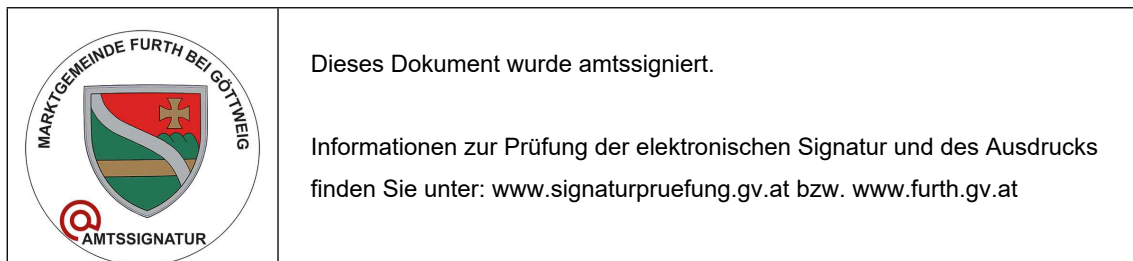 MARKTGEMEINDE FURTH BEI GÖTTWEIG
@
AMTSSIGNATUR
Dieses Dokument wurde amtssigniert.
Informationen zur Prüfung der elektronischen Signatur und des Ausdrucks
finden Sie unter: www.signaturpruefung.gv.at bzw. www.furth.gv.at